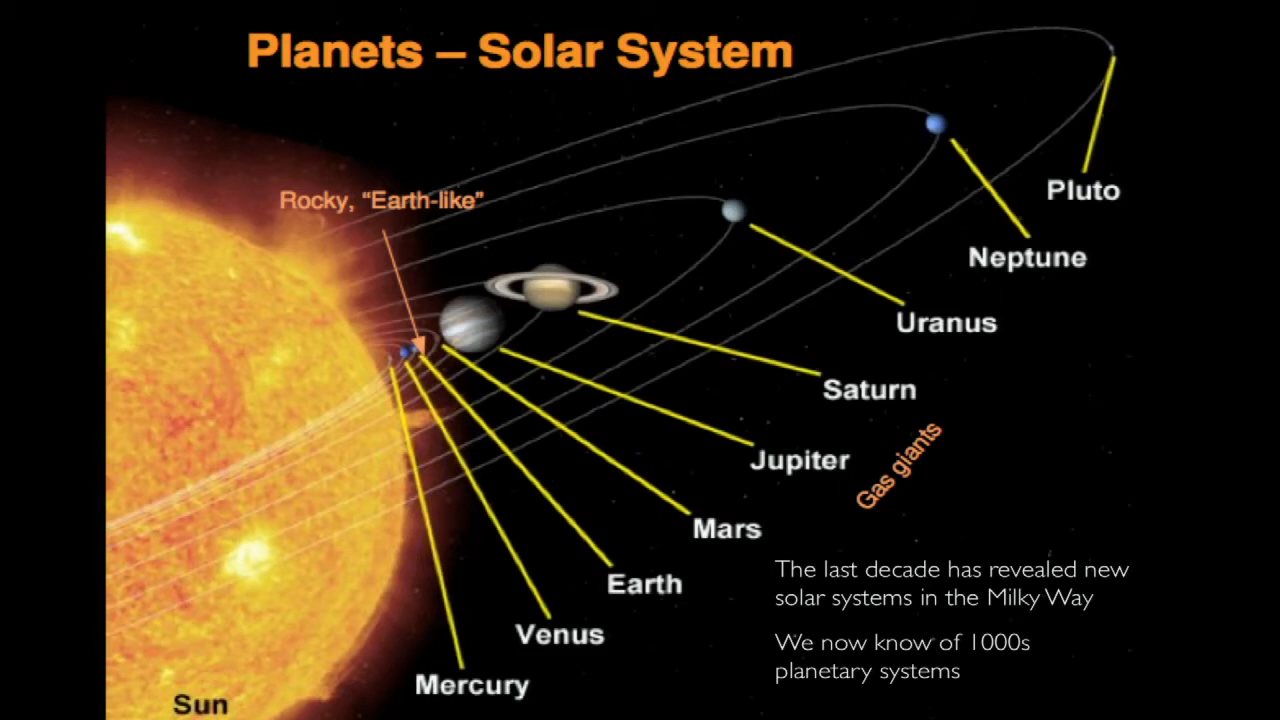 Planets – Solar System
Rocky, “Earth-like”
Pluto
Neptune
Uranus
Saturn
Jupiter
Gas giants
Mars
Earth
Venus
Mercury
Sun
The last decade has revealed new
solar systems in the Milky Way
We now know of 1000s
planetary systems